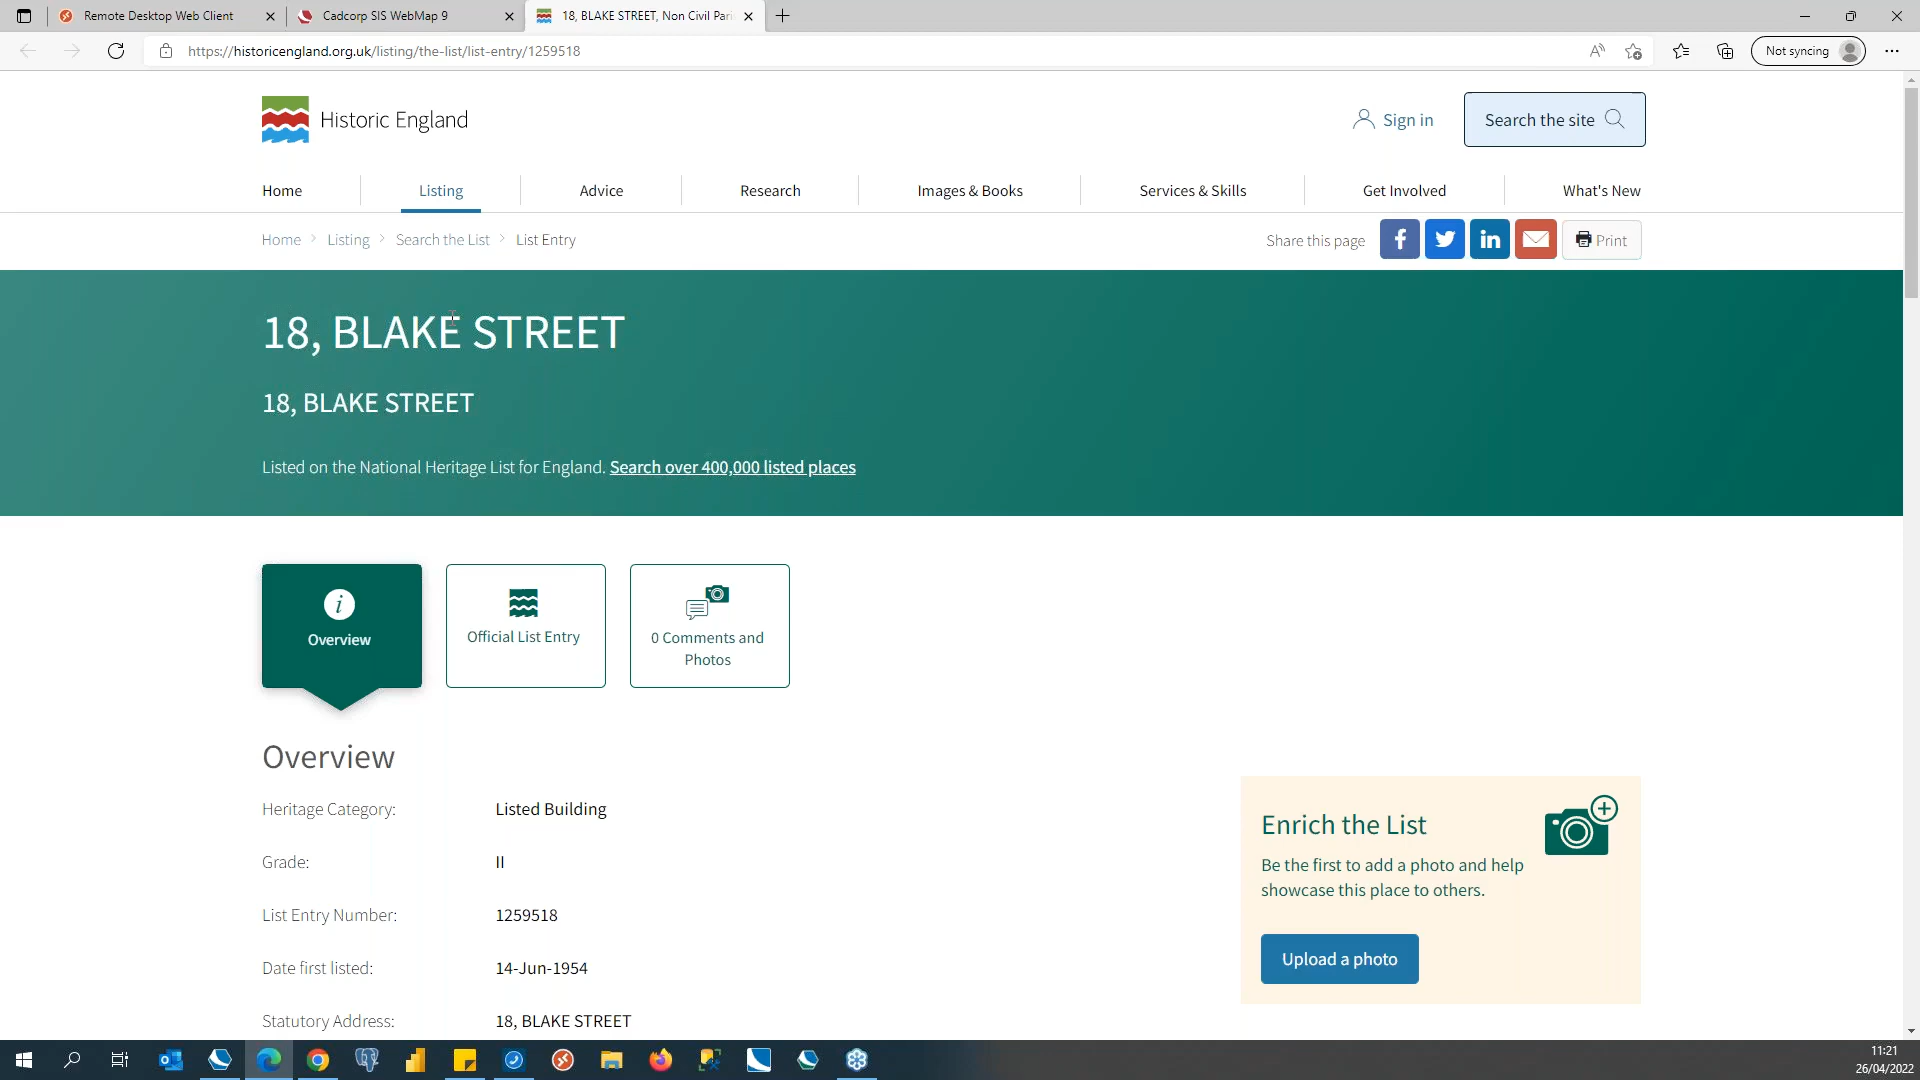 Remote Desktop Web Client
Cadcorp SIS WebMap 9
18, BLAKE STREET, Non Civil Pari
https://historicengland.org.uk/listing/the-list/list-entry/1259518
Not syncing
Historic England
Sign in
Search the site
Home
Listing
Advice
Research
Images & Books
Services & Skills
Get Involved
What's New
Home > Listing > Search the List > List Entry
Share this page
Print
18, BLAKE STREET
18, BLAKE STREET
Listed on the National Heritage List for England. Search over 400,000 listed places
Overview
Official List Entry
0 Comments and
Photos
Overview
Heritage Category: Listed Building
Grade: II
List Entry Number: 1259518
Date first listed: 14-Jun-1954
Statutory Address: 18, BLAKE STREET
Enrich the List
Be the first to add a photo and help
showcase this place to others.
Upload a photo
11:21
26/04/2022